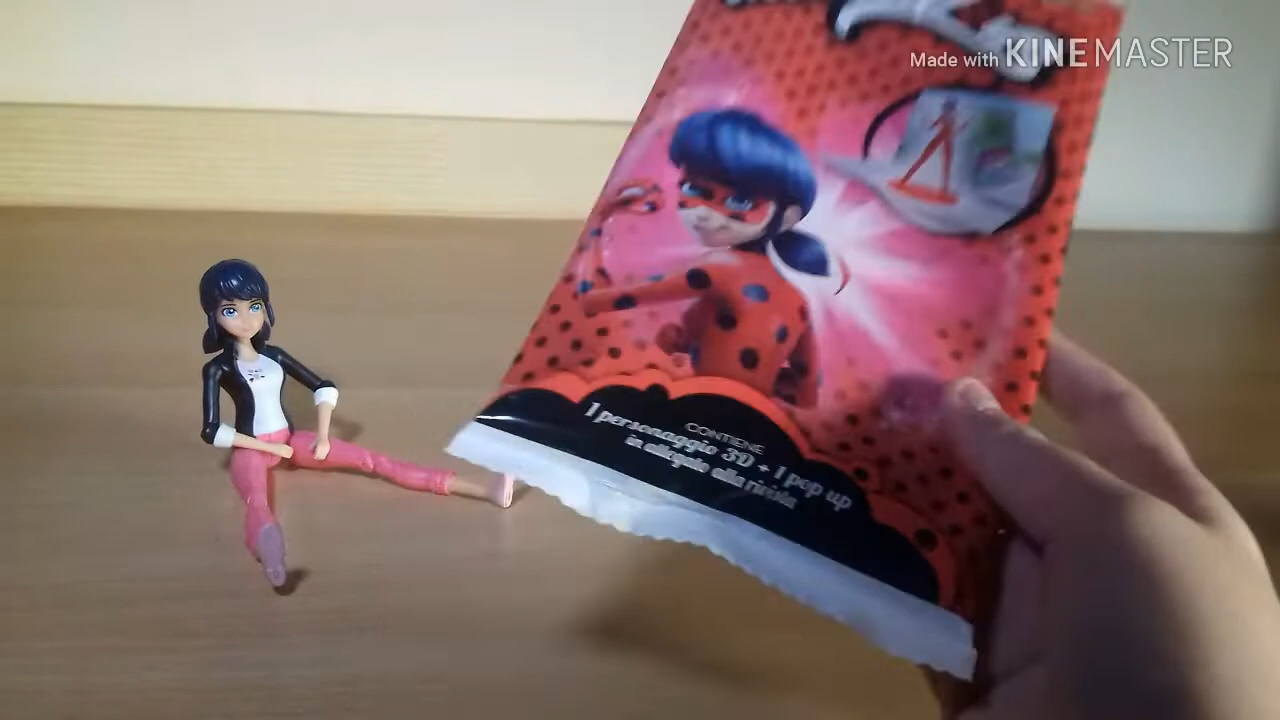 Made with KINEMASTER
CONTIENE
1 personaggio 3D + 1 pop up
in allegato alla rivista